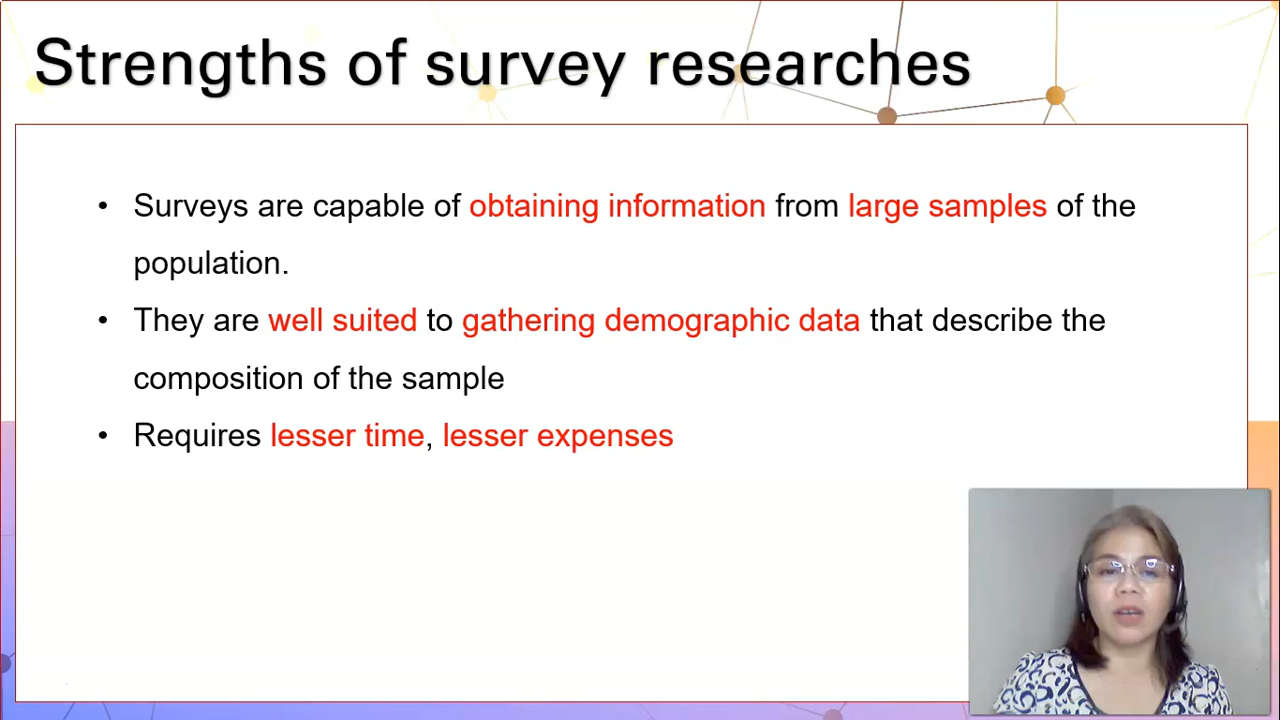 Strengths of survey researches
• Surveys are capable of obtaining information from large samples of the
population.
• They are well suited to gathering demographic data that describe the
composition of the sample
• Requires lesser time, lesser expenses